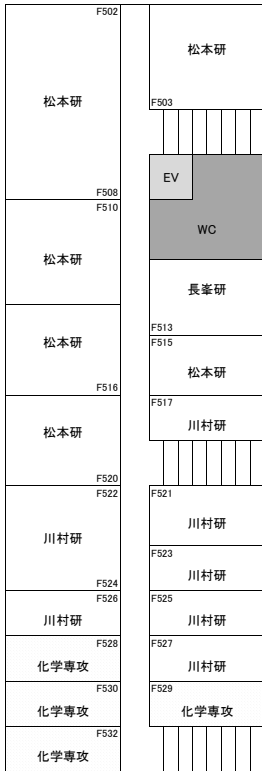 F502
松本研
F508
F510
松本研
松本研
F516
松本研
F520
F522
川村研
F524
F526
川村研
F528
化学専攻
F530
化学専攻
F532
化学専攻
松本研
F503
EV
WC
長峯研
F513
F515
松本研
F517
川村研
F521
川村研
F523
川村研
F525
川村研
F527
川村研
F529
化学専攻